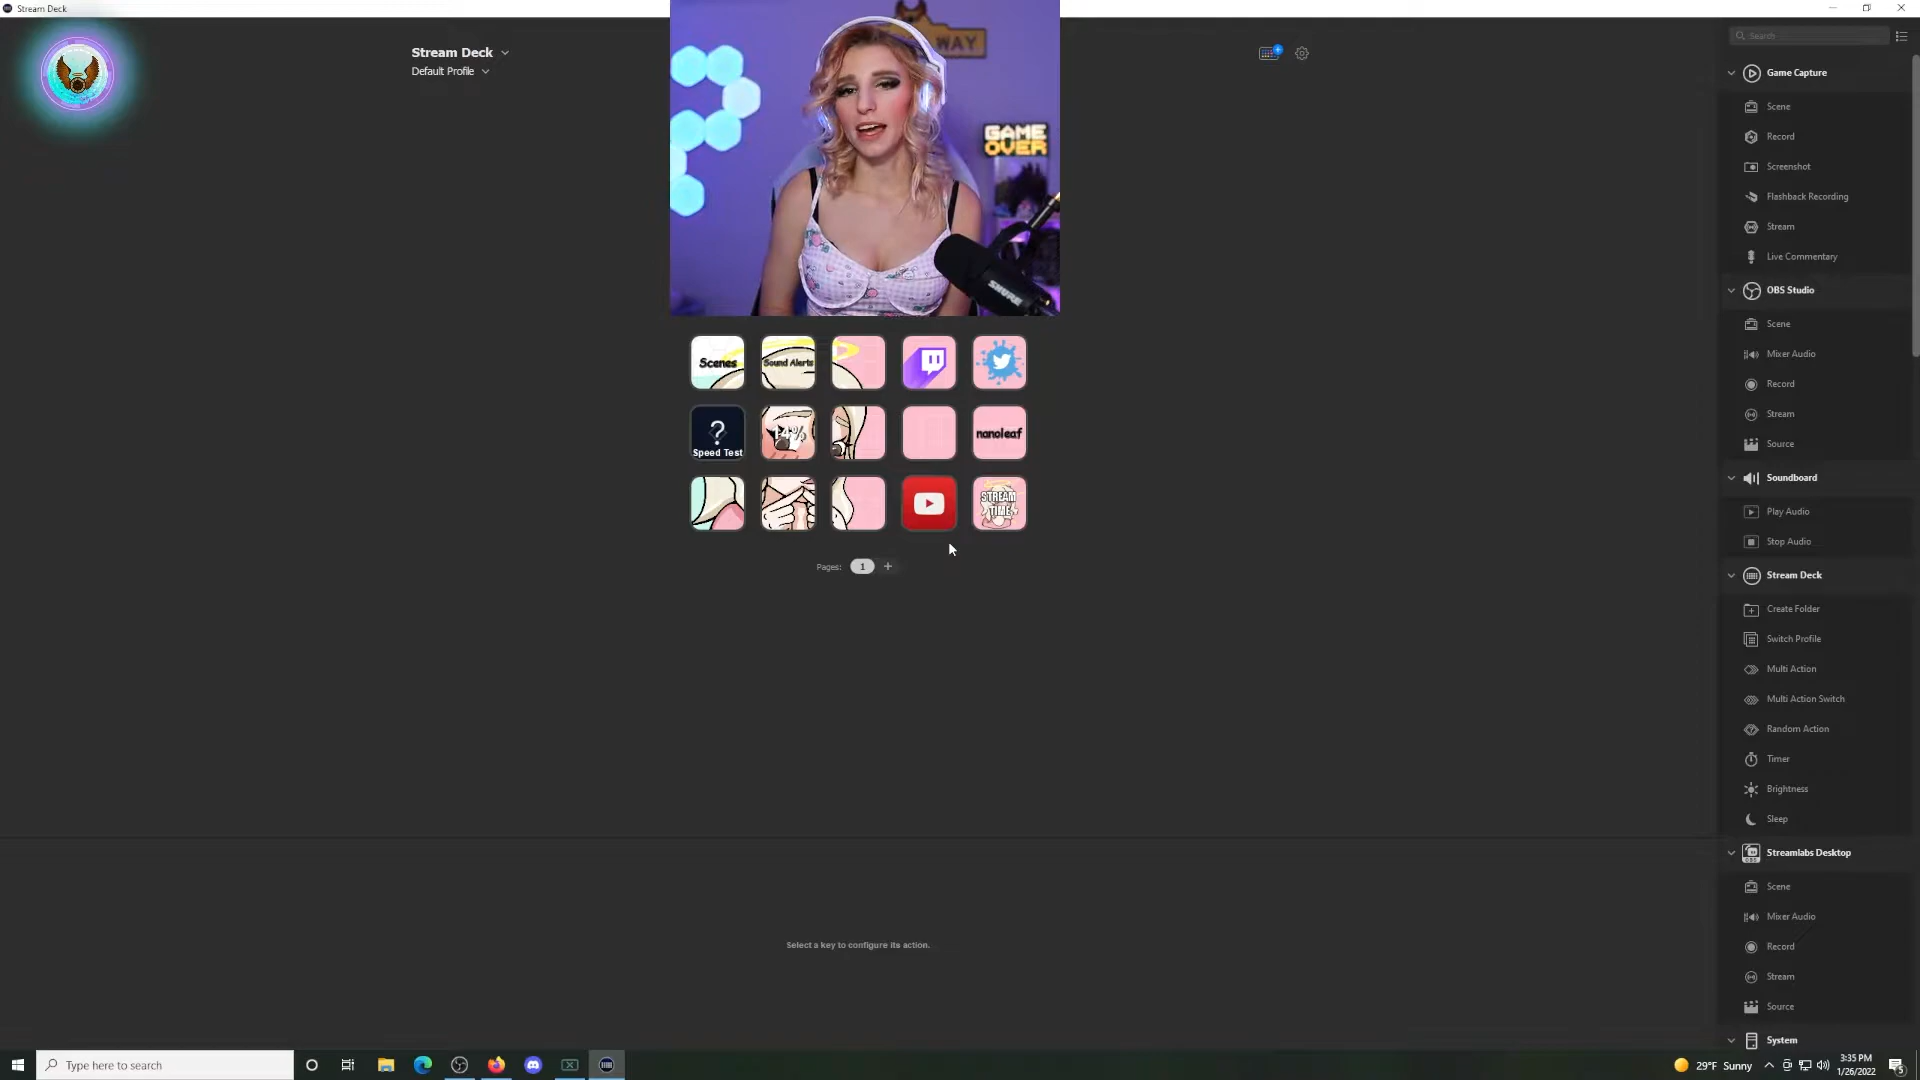 Stream Deck
Stream Deck
Default Profile
WAY
GAME
OVER
SHURE
Scenes
Sound Alerts
?
Speed Test
14%
nanoleaf
STREAM
TIME
Pages:
1
+
Select a key to configure its action.
Search
Game Capture
Scene
Record
Screenshot
Flashback Recording
Stream
Live Commentary
OBS Studio
Scene
Mixer Audio
Record
Stream
Source
Soundboard
Play Audio
Stop Audio
Stream Deck
Create Folder
Switch Profile
Multi Action
Multi Action Switch
Random Action
Timer
Brightness
Sleep
Streamlabs Desktop
Scene
Mixer Audio
Record
Stream
Source
System
Type here to search
29°F Sunny
3:35 PM
1/26/2022
5